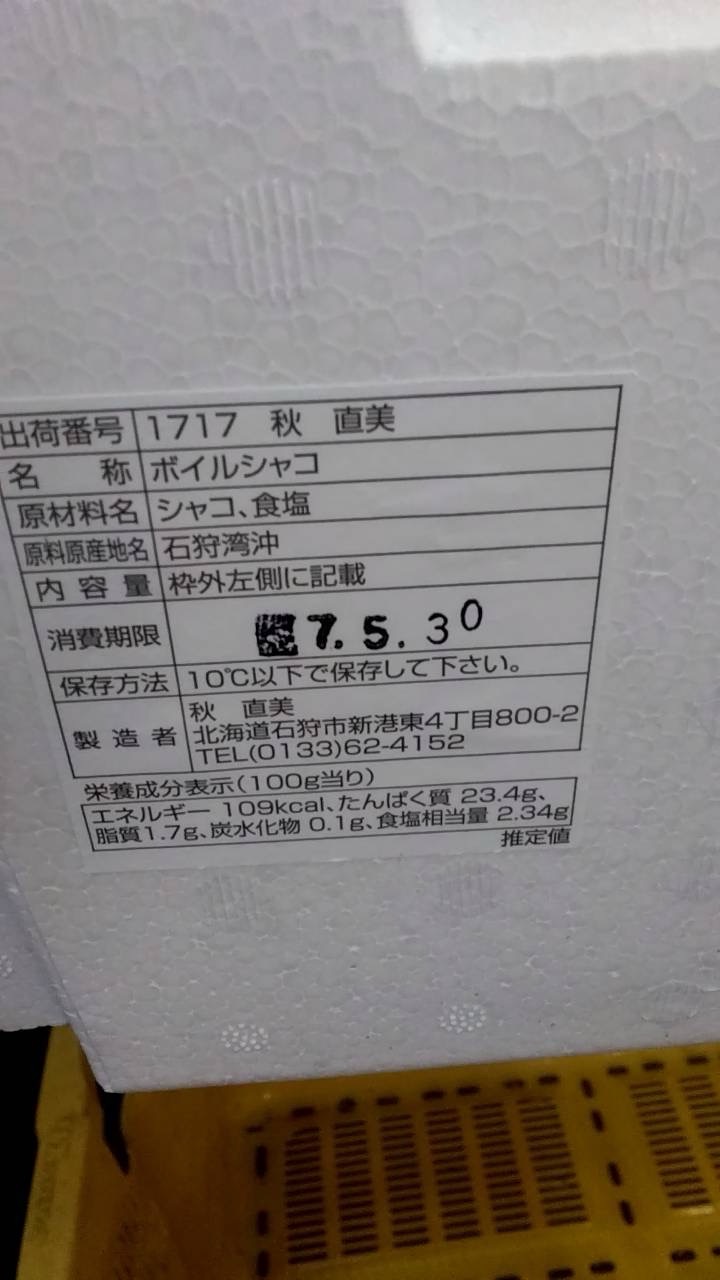 出荷番号 1717 秋 直美
名称 ボイルシャコ
原材料名 シャコ、食塩
原料原産地名 石狩湾沖
内容量 枠外左側に記載
消費期限 7.5.30
保存方法 10℃以下で保存して下さい。
製造者 秋 直美
北海道石狩市新港東4丁目800-2
TEL(0133)62-4152
栄養成分表示(100g当り)
エネルギー 109kcal、たんぱく質 23.4g、
脂質1.7g、炭水化物 0.1g、食塩相当量 2.34g
推定値